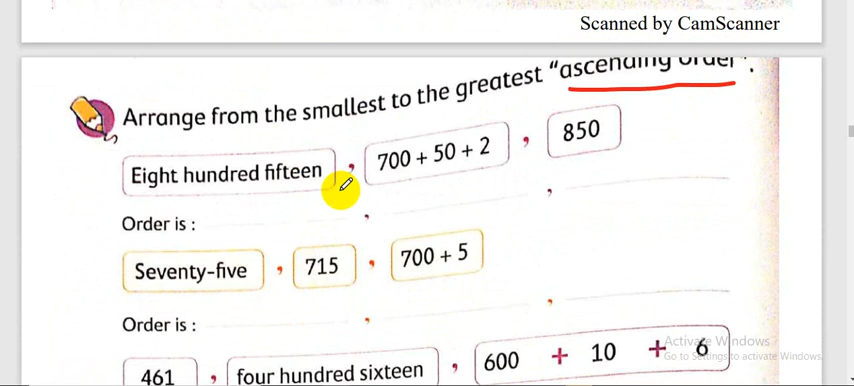 Scanned by CamScanner
Arrange from the smallest to the greatest "ascending order".
Eight hundred fifteen , 700 + 50 + 2 , 850
Order is : , ,
Seventy-five , 715 , 700 + 5
Order is : , ,
461 , four hundred sixteen , 600 + 10 + 6
Activate Windows
Go to Settings to activate Windows.